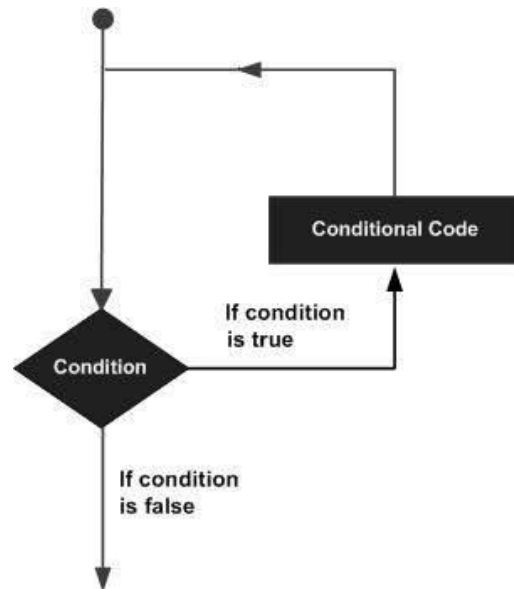 Conditional Code
If condition
is true
Condition
If condition
is false